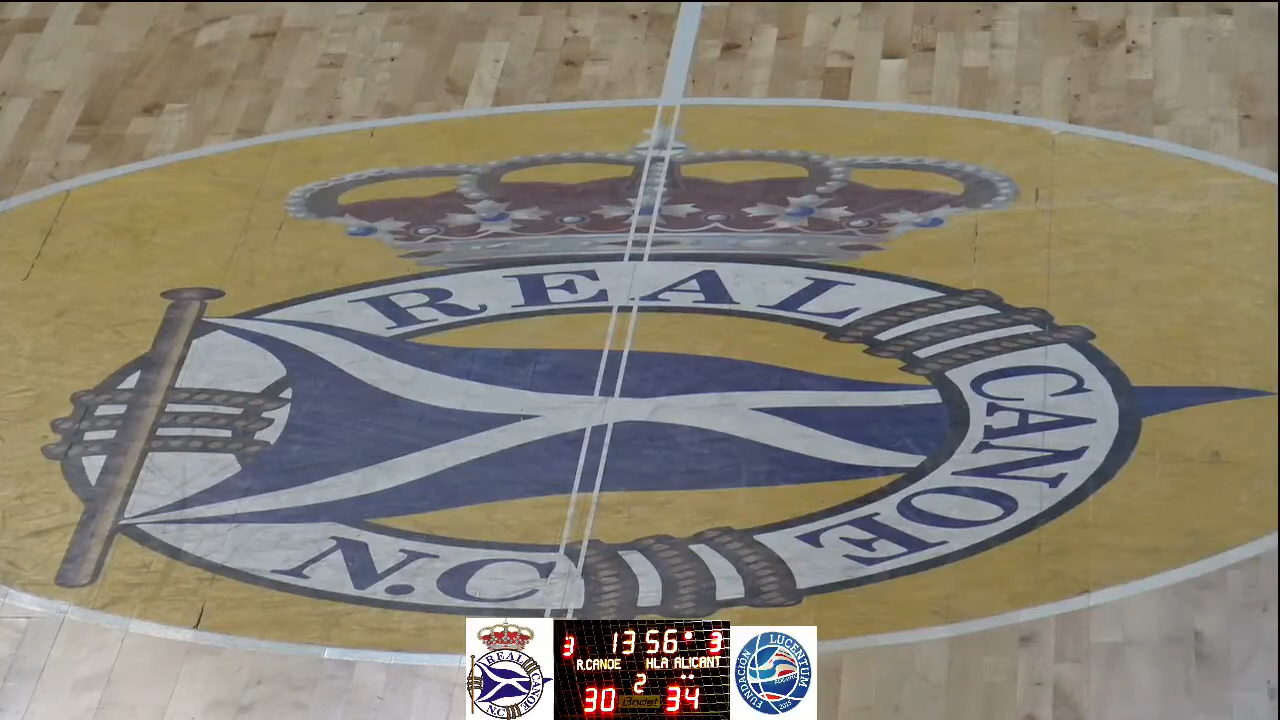 REAL
CANOE
N.C
REAL
CANOE
N.C
3 13 56 3
R.CANOE HLA ALICANT
2
30 34
FUNDACIÓN
LUCENTUM